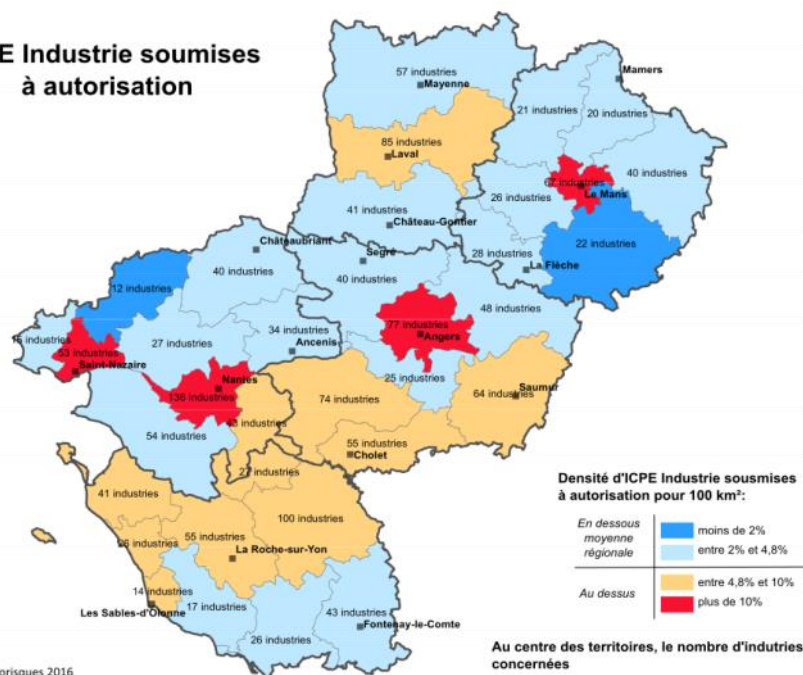 E Industrie soumises
à autorisation
57 industries
Mayenne
Mamers
21 industries
20 industries
85 industries
Laval
67 industries
Le Mans
40 industries
26 industries
41 industries
Château-Gontier
22 industries
Châteaubriant
Segré
28 industries
La Flèche
40 industries
40 industries
12 industries
48 industries
34 industries
Ancenis
77 industries
Angers
27 industries
industries
53 industries
Saint-Nazaire
25 industries
Nantes
136 industries
74 industries
64 industries
Saumur
industries
54 industries
55 industries
Cholet
27 industries
41 industries
100 industries
55 industries
industries
La Roche-sur-Yon
14 industries
17 industries
Les Sables-d'Olonne
43 industries
Fontenay-le-Comte
26 industries
Densité d'ICPE Industrie sousmises
à autorisation pour 100 km²:
En dessous
moyenne
régionale
moins de 2%
entre 2% et 4,8%
Au dessus
entre 4,8% et 10%
plus de 10%
Au centre des territoires, le nombre d'indutries
concernées
orisques 2016